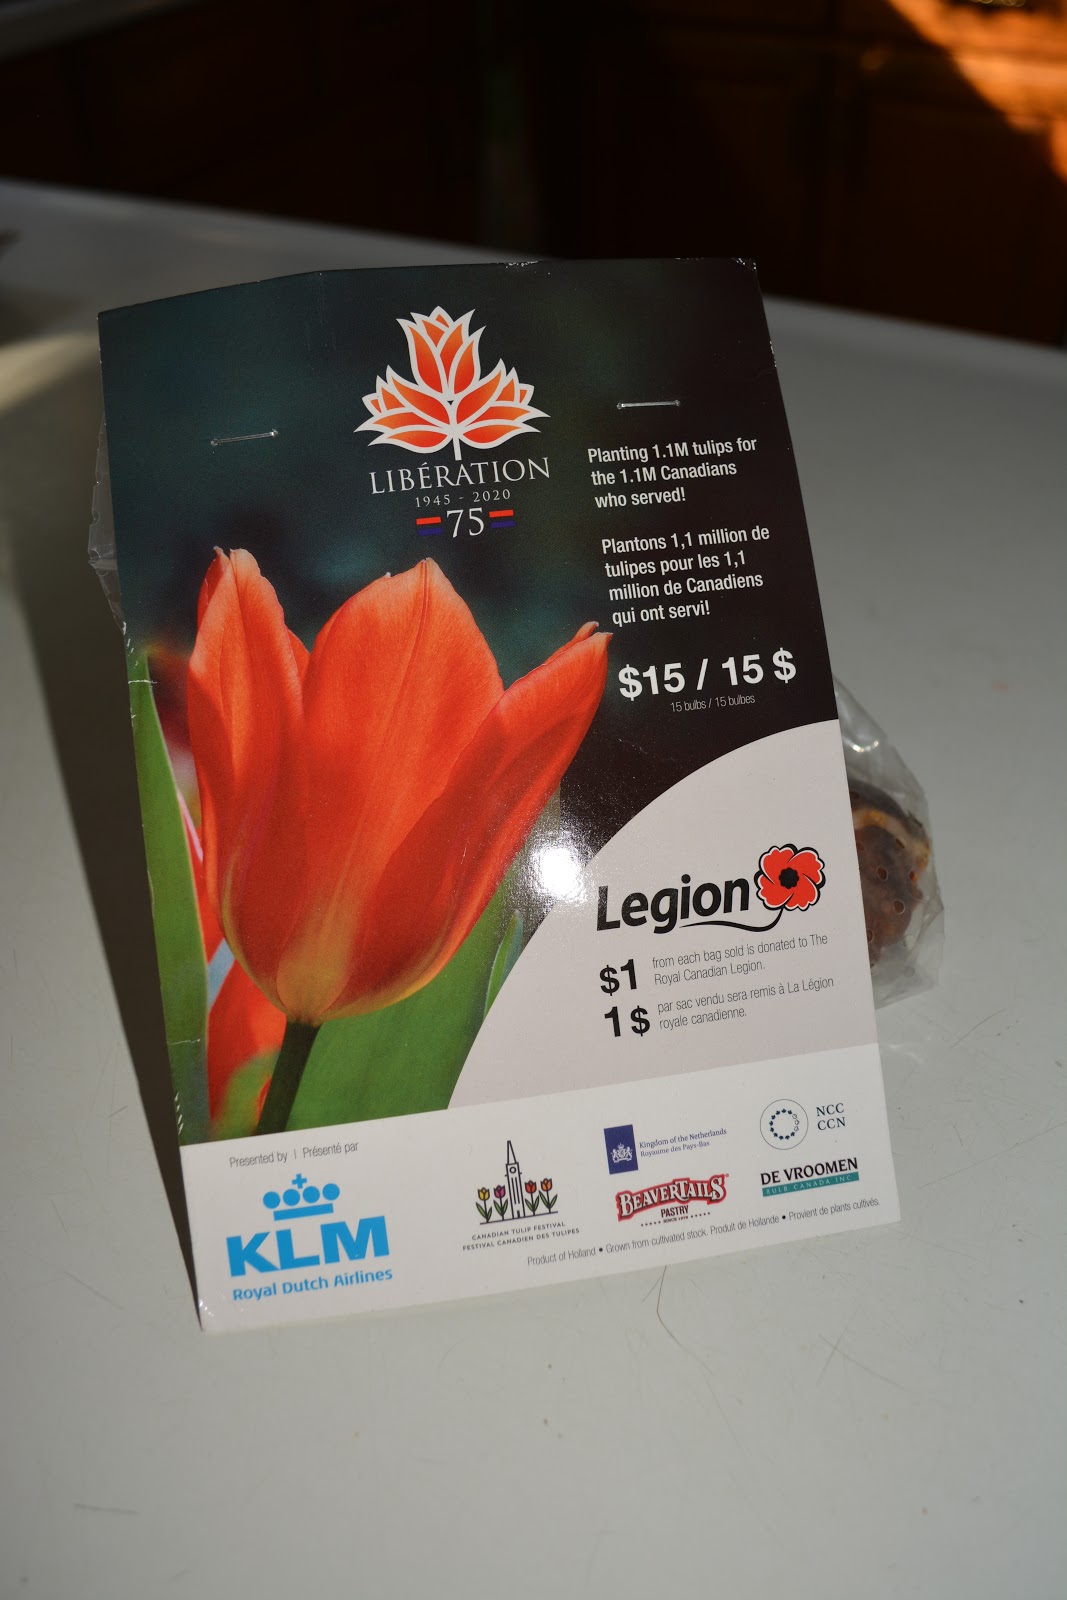 LIBÉRATION
1945 - 2020
75
Planting 1.1M tulips for
the 1.1M Canadians
who served!
Plantons 1,1 million de
tulipes pour les 1,1
million de Canadiens
qui ont servi!
$15 / 15 $
15 bulbs / 15 bulbes
Legion
$1 from each bag sold is donated to The
Royal Canadian Legion.
1 $ par sac vendu sera remis à La Légion
royale canadienne.
Presented by | Présenté par
KLM
Royal Dutch Airlines
CANADIAN TULIP FESTIVAL
FESTIVAL CANADIEN DES TULIPES
Kingdom of the Netherlands
Royaume des Pays-Bas
BEAVERTAILS®
PASTRY
SINCE 1978
NCC
CCN
DE VROOMEN
BULB CANADA INC.
Product of Holland • Grown from cultivated stock. Produit de Hollande • Provient de plants cultivés.